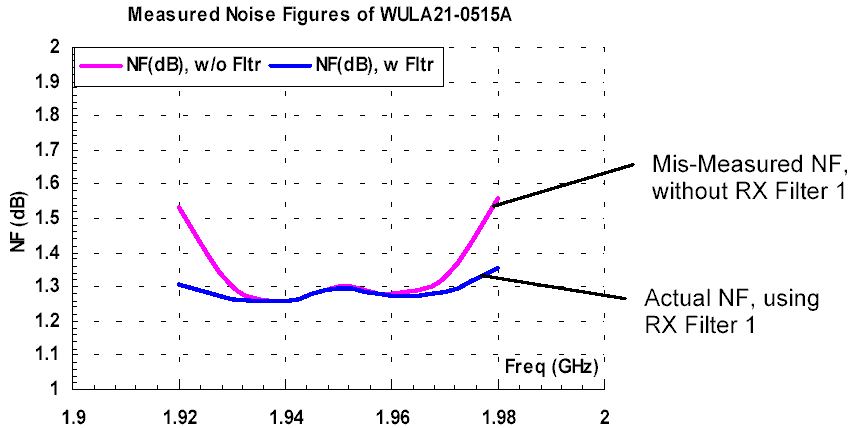 Measured Noise Figures of WULA21-0515A
NF(dB), w/o Fltr
NF(dB), w Fltr
2
1.9
1.8
1.7
1.6
1.5
1.4
1.3
1.2
1.1
1
NF (dB)
1.9
1.92
1.94
1.96
1.98
2
Freq (GHz)
Mis-Measured NF,
without RX Filter 1
Actual NF, using
RX Filter 1